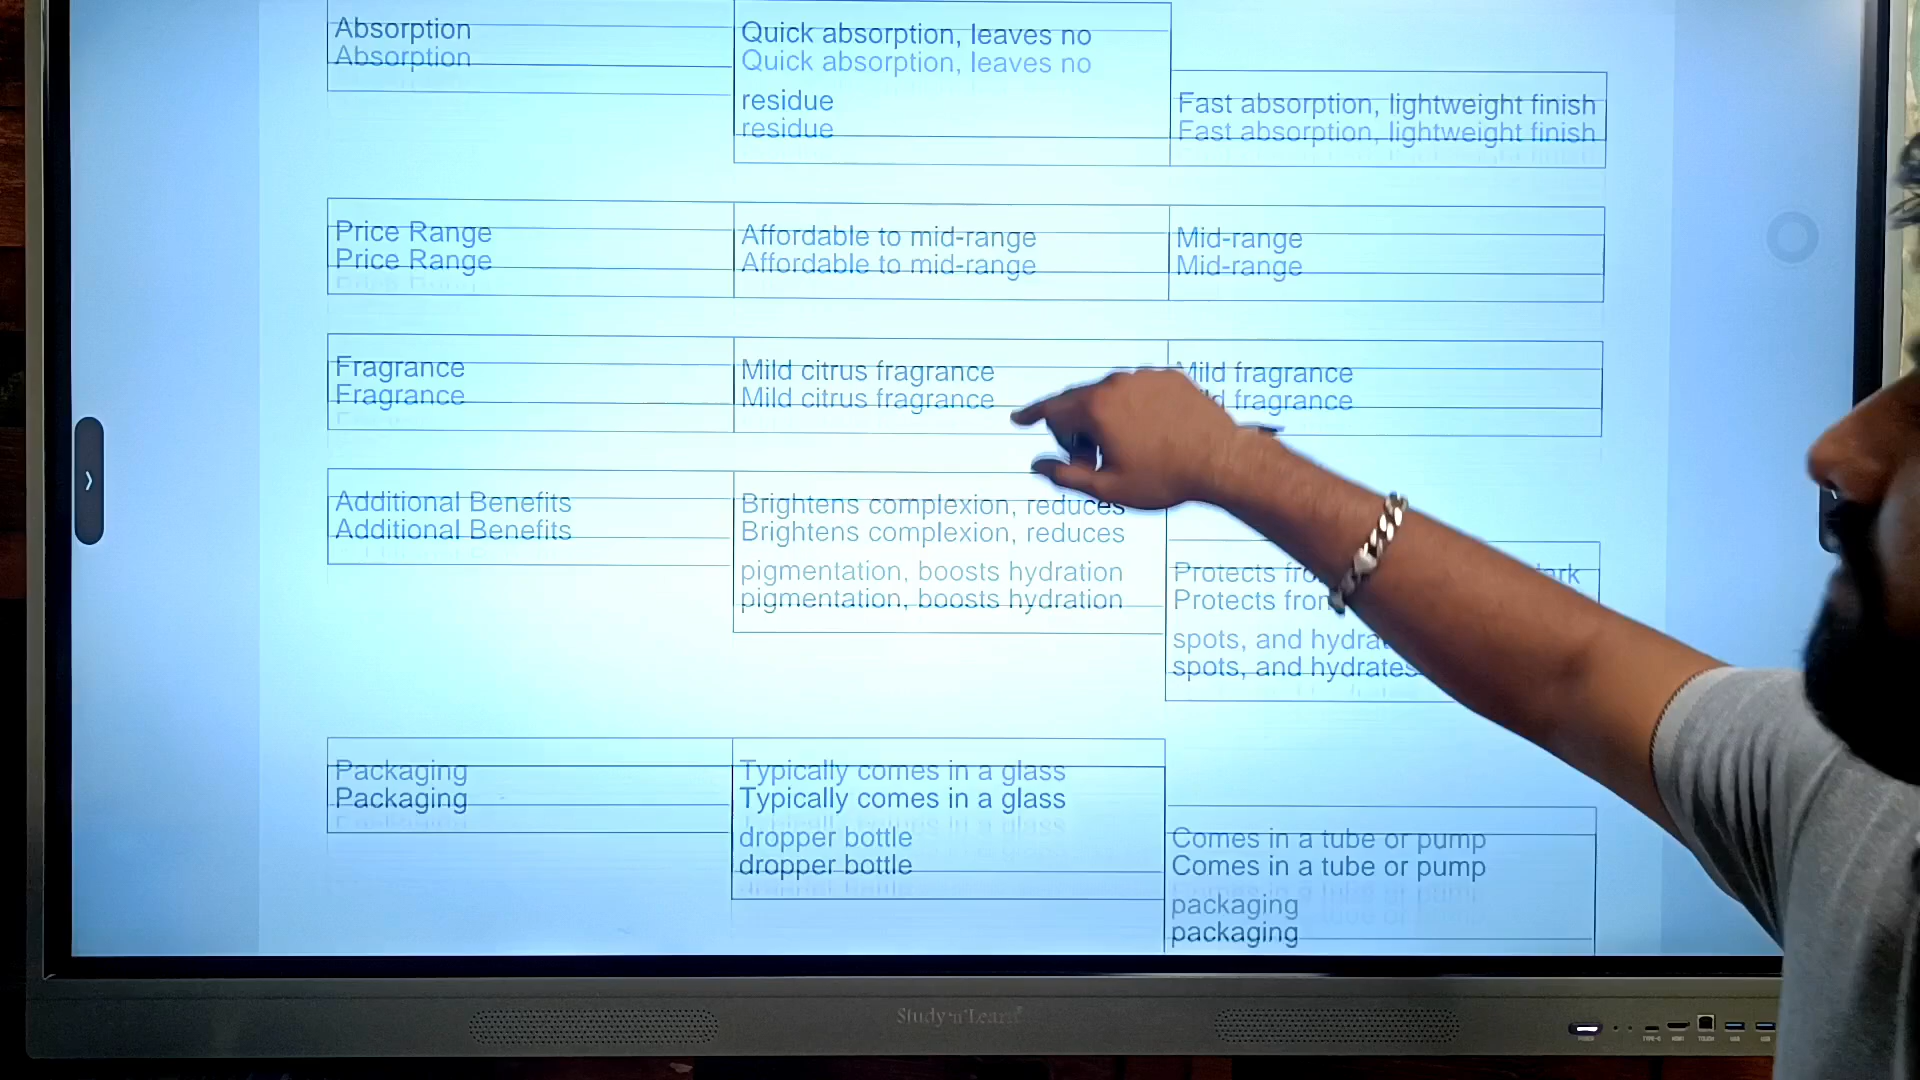 Absorption
Absorption
Quick absorption, leaves no
Quick absorption, leaves no
residue
residue
Fast absorption, lightweight finish
Fast absorption, lightweight finish
Price Range
Price Range
Affordable to mid-range
Affordable to mid-range
Mid-range
Mid-range
Fragrance
Fragrance
Mild citrus fragrance
Mild citrus fragrance
Mild fragrance
fragrance
Additional Benefits
Additional Benefits
Brightens complexion, reduces
Brightens complexion, reduces
pigmentation, boosts hydration
pigmentation, boosts hydration
Protects
Protects from
spots, and
spots, and hydrates
Packaging
Packaging
Typically comes in a glass
Typically comes in a glass
dropper bottle
dropper bottle
Comes in a tube or pump
Comes in a tube or pump
packaging
packaging
Study'n'Learn